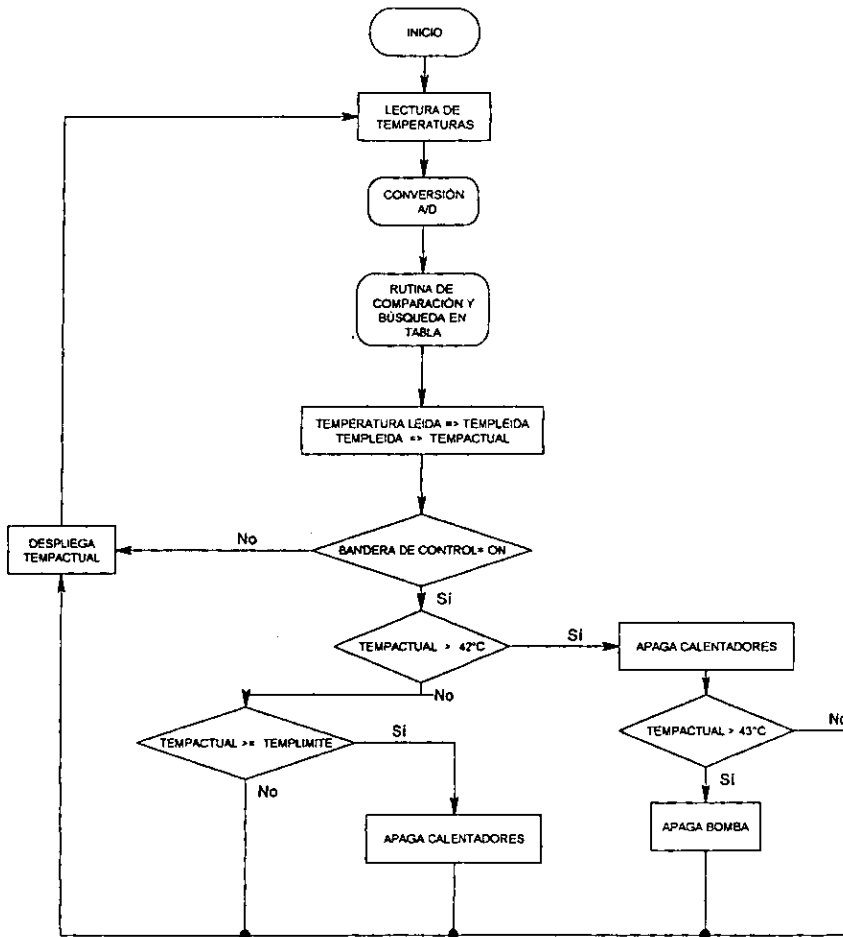 INICIO
LECTURA DE
TEMPERATURAS
CONVERSIÓN
A/D
RUTINA DE
COMPARACIÓN Y
BÚSQUEDA EN
TABLA
TEMPERATURA LEIDA => TEMPLEIDA
TEMPLEIDA => TEMPACTUAL
DESPLIEGA
TEMPACTUAL
No
BANDERA DE CONTROL= ON
Sí
TEMPACTUAL > 42°C
Sí
APAGA CALENTADORES
No
TEMPACTUAL >= TEMPLIMITE
Sí
No
TEMPACTUAL > 43°C
No
Sí
APAGA CALENTADORES
APAGA BOMBA